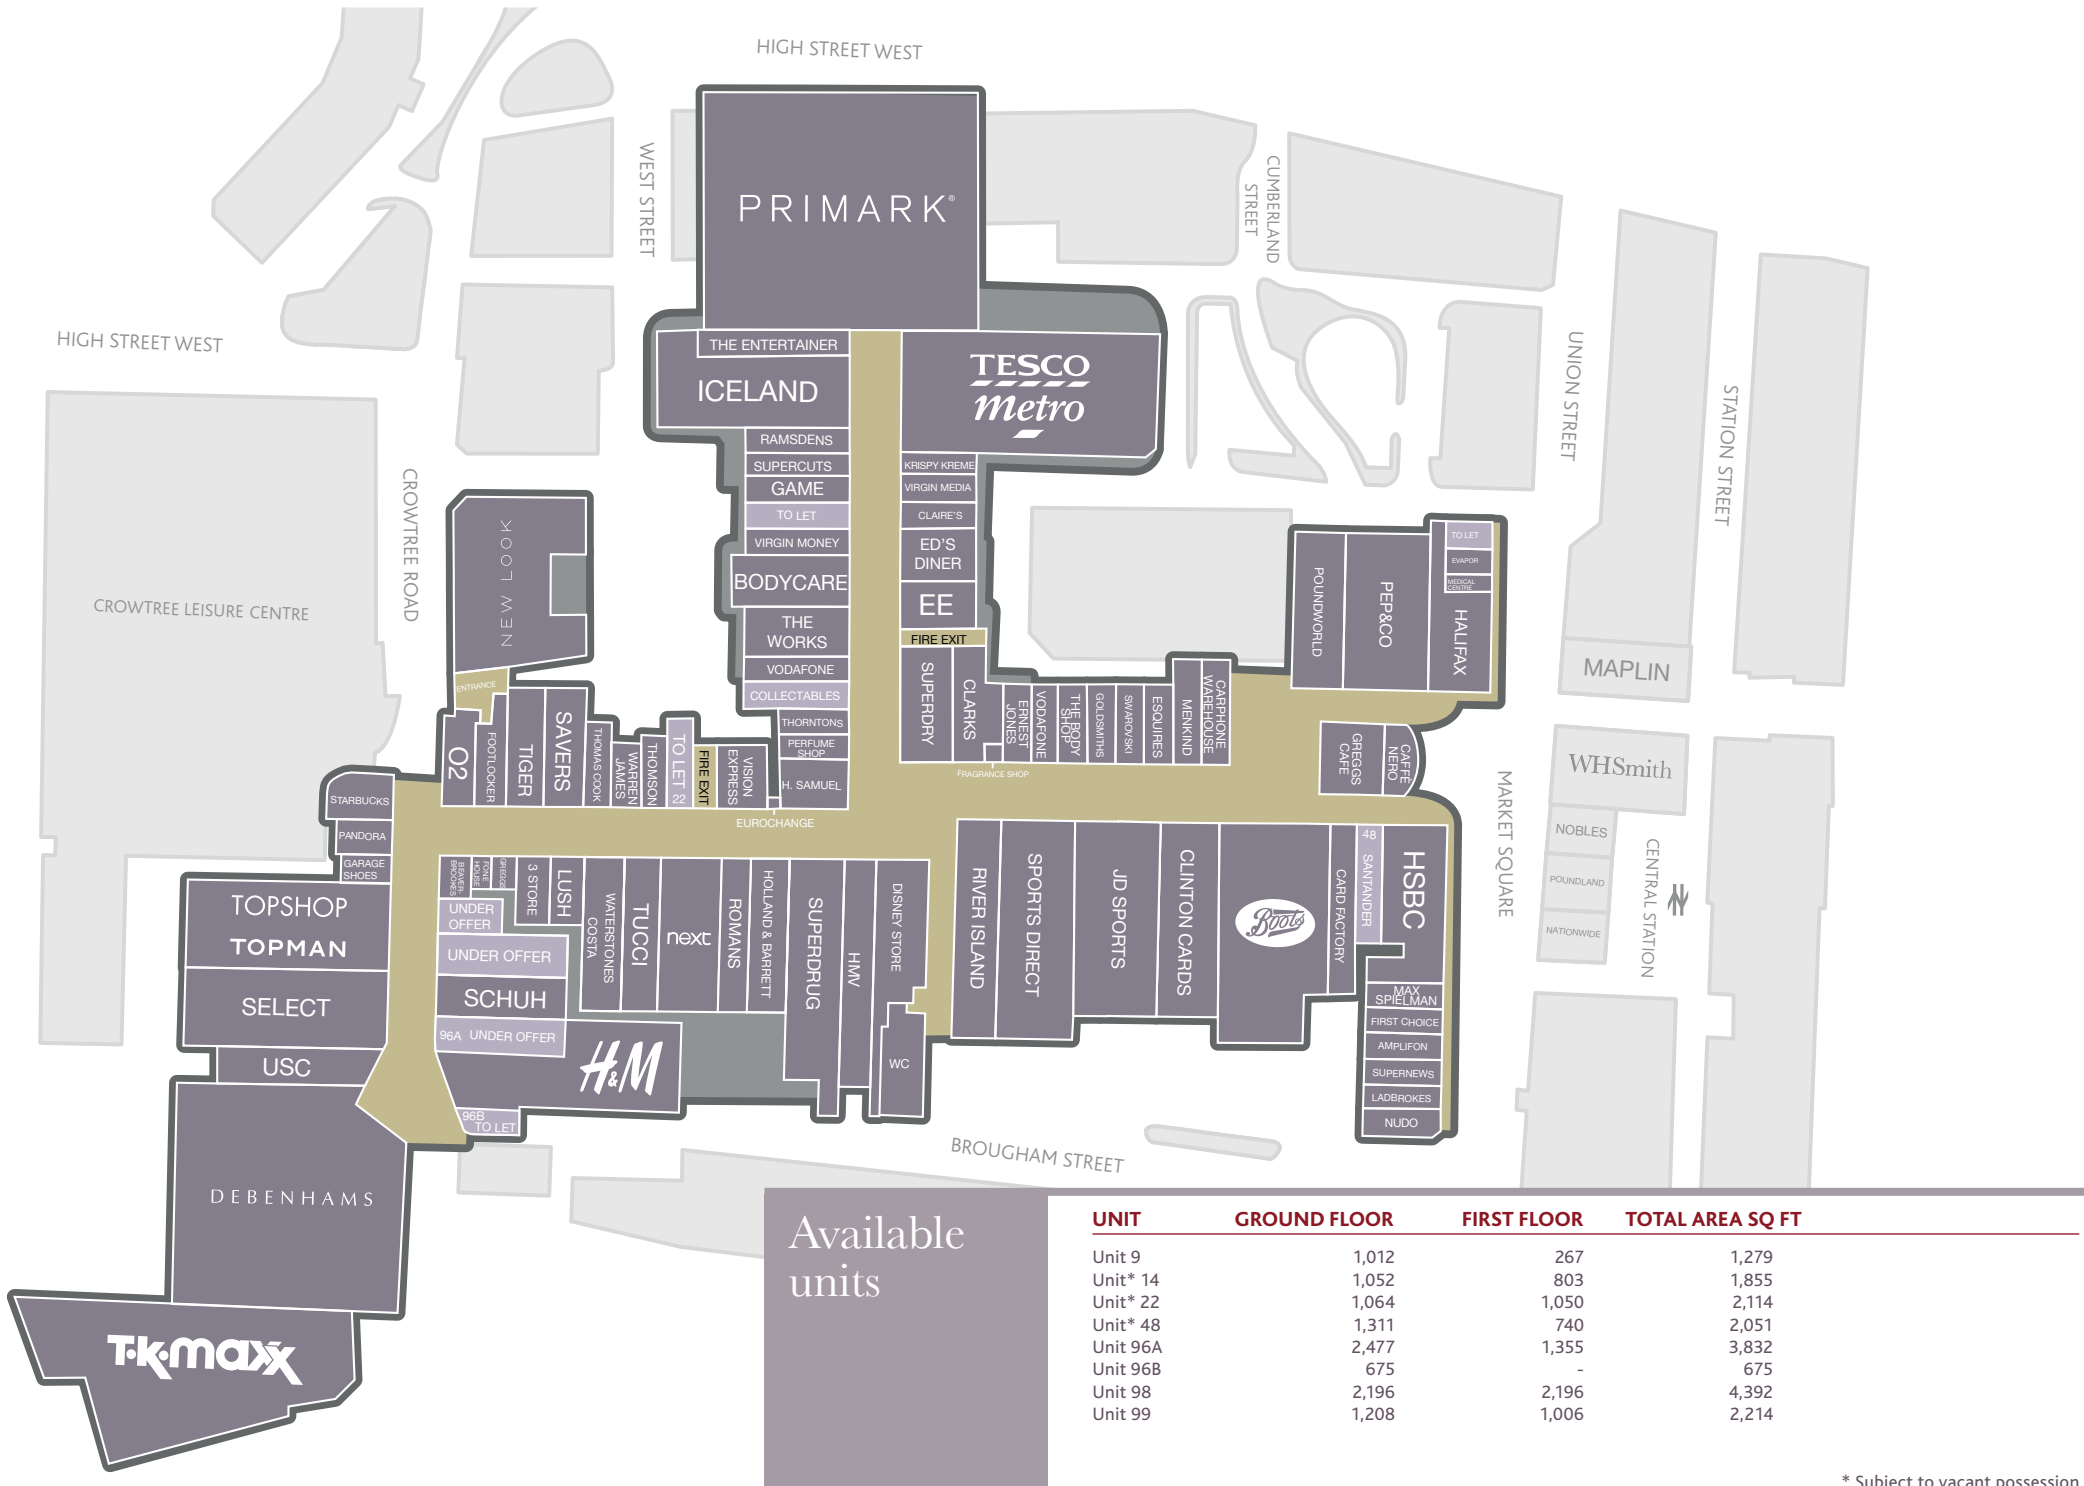 HIGH STREET WEST
WEST STREET
CUMBERLAND
STREET
PRIMARK®
HIGH STREET WEST
UNION STREET
STATION STREET
THE ENTERTAINER
ICELAND
TESCO
Metro
RAMSDENS
SUPERCUTS
GAME
TO LET
VIRGIN MONEY
BODYCARE
THE
WORKS
VODAFONE
COLLECTABLES
THORNTONS
PERFUME
SHOP
H. SAMUEL
KRISPY KREME
VIRGIN MEDIA
CLAIRE'S
ED'S
DINER
EE
FIRE EXIT
SUPERDRY
CLARKS
ERNEST
JONES
VODAFONE
THE BODY
SHOP
GOLDSMITHS
SWAROVSKI
ESQUIRES
MENKIND
CARPHONE
WAREHOUSE
FRAGRANCE SHOP
POUNDWORLD
PEP&CO
TO LET
EVAPOR
MEDICAL
CENTRE
HALIFAX
GREGGS
CAFE
CAFFE
NERO
CROWTREE LEISURE CENTRE
CROWTREE ROAD
NEW LOOK
ENTRANCE
O2
FOOTLOCKER
TIGER
SAVERS
THOMAS COOK
WARREN
JAMES
THOMSON
TO LET
22
FIRE EXIT
VISION
EXPRESS
EUROCHANGE
MAPLIN
WHSmith
NOBLES
POUNDLAND
NATIONWIDE
MARKET SQUARE
CENTRAL STATION
STARBUCKS
PANDORA
GARAGE
SHOES
TOPSHOP
TOPMAN
SELECT
USC
DEBENHAMS
T·K·maxx
BEAVER-
BROOKES
FONE
HOUSE
GREGGS
3 STORE
LUSH
WATERSTONES
COSTA
TUCCI
next
ROMANS
HOLLAND & BARRETT
SUPERDRUG
HMV
DISNEY STORE
WC
UNDER
OFFER
UNDER OFFER
SCHUH
96A UNDER OFFER
H&M
96B
TO LET
RIVER ISLAND
SPORTS DIRECT
JD SPORTS
CLINTON CARDS
Boots
CARD FACTORY
48
SANTANDER
HSBC
MAX
SPIELMAN
FIRST CHOICE
AMPLIFON
SUPERNEWS
LADBROKES
NUDO
BROUGHAM STREET
Available
units
UNIT GROUND FLOOR FIRST FLOOR TOTAL AREA SQ FT
Unit 9 1,012 267 1,279
Unit* 14 1,052 803 1,855
Unit* 22 1,064 1,050 2,114
Unit* 48 1,311 740 2,051
Unit 96A 2,477 1,355 3,832
Unit 96B 675 - 675
Unit 98 2,196 2,196 4,392
Unit 99 1,208 1,006 2,214
* Subject to vacant possession